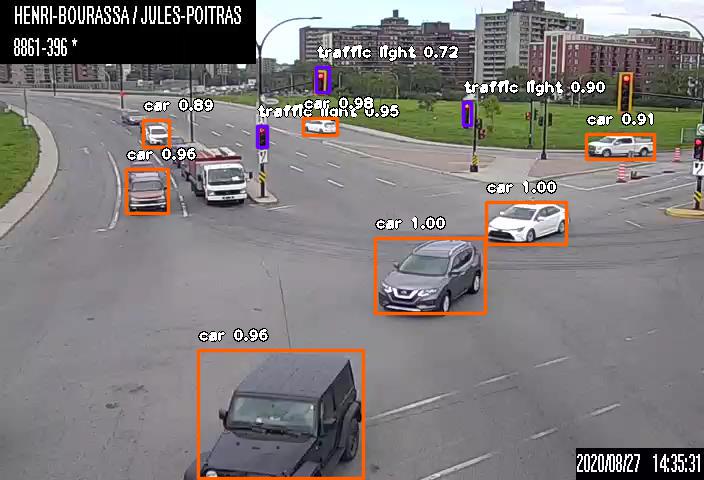 HENRI-BOURASSA / JULES-POITRAS
8861-396 *
traffic light 0.72
traffic light 0.90
car 0.89
car 0.98
traffic light 0.95
car 0.91
car 0.96
car 1.00
car 1.00
car 0.96
2020/08/27 14:35:31